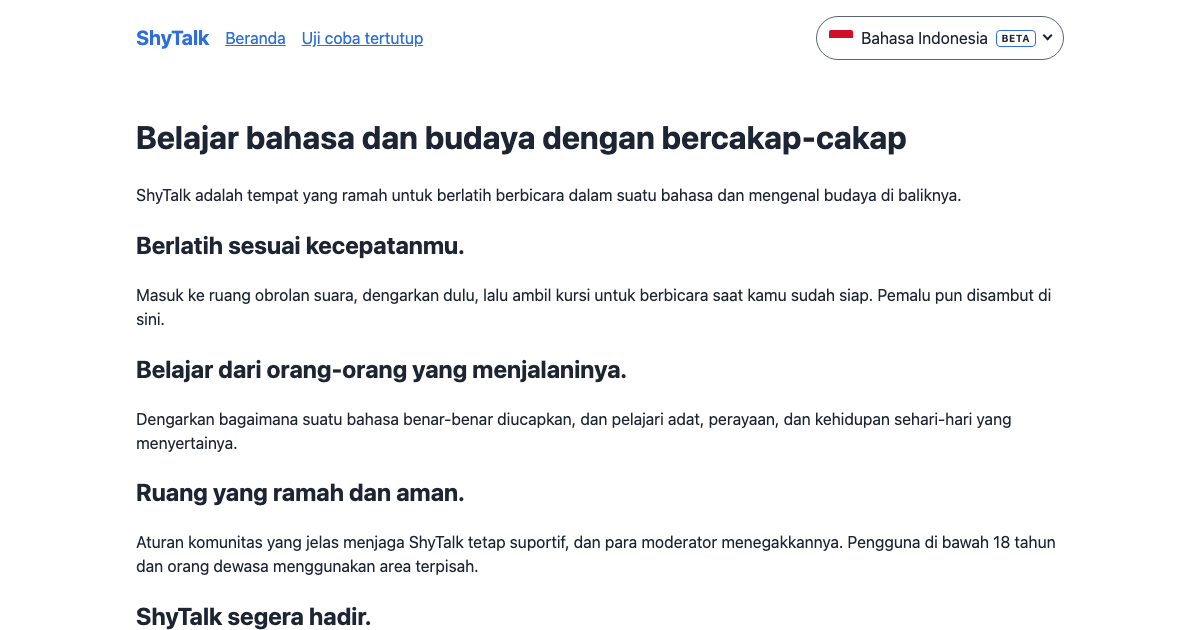 ShyTalk Beranda Uji coba tertutup Bahasa Indonesia BETA
Belajar bahasa dan budaya dengan bercakap-cakap
ShyTalk adalah tempat yang ramah untuk berlatih berbicara dalam suatu bahasa dan mengenal budaya di baliknya.
Berlatih sesuai kecepatanmu.
Masuk ke ruang obrolan suara, dengarkan dulu, lalu ambil kursi untuk berbicara saat kamu sudah siap. Pemalu pun disambut di
sini.
Belajar dari orang-orang yang menjalaninya.
Dengarkan bagaimana suatu bahasa benar-benar diucapkan, dan pelajari adat, perayaan, dan kehidupan sehari-hari yang
menyertainya.
Ruang yang ramah dan aman.
Aturan komunitas yang jelas menjaga ShyTalk tetap suportif, dan para moderator menegakkannya. Pengguna di bawah 18 tahun
dan orang dewasa menggunakan area terpisah.
ShyTalk segera hadir.